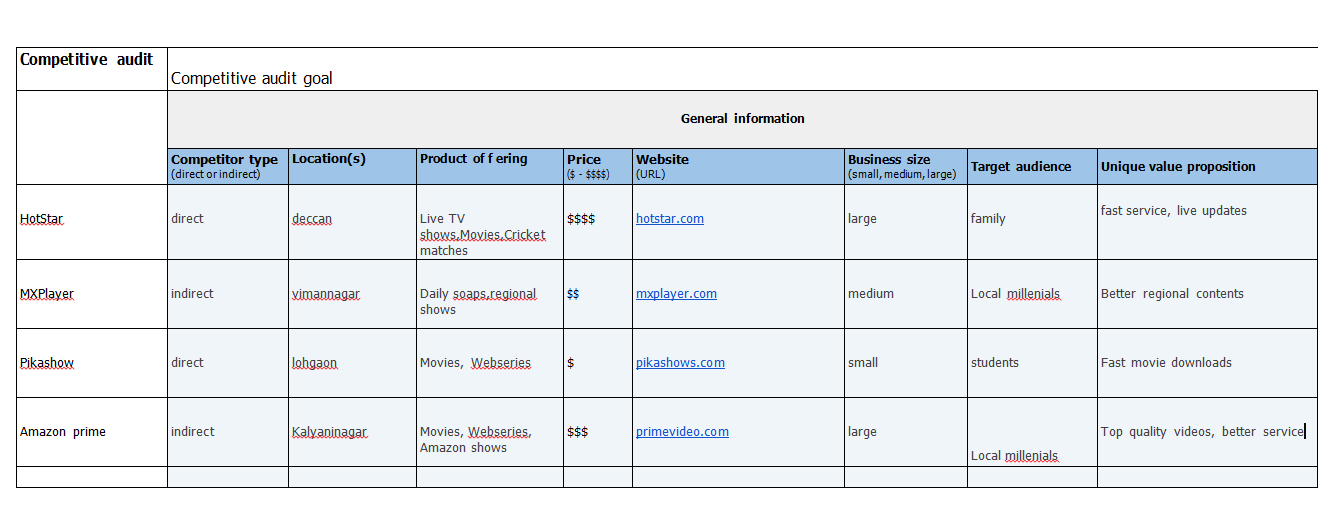 Competitive audit
Competitive audit goal
General information
Competitor type
(direct or indirect)
Location(s)
Product offering
Price
($ - $$$$)
Website
(URL)
Business size
(small, medium, large)
Target audience
Unique value proposition
HotStar
direct
deccan
Live TV
shows,Movies,Cricket
matches
$$$$
hotstar.com
large
family
fast service, live updates
MXPlayer
indirect
vimannagar
Daily soaps,regional
shows
$$
mxplayer.com
medium
Local millenials
Better regional contents
Pikashow
direct
lohgaon
Movies, Webseries
$
pikashows.com
small
students
Fast movie downloads
Amazon prime
indirect
Kalyaninagar
Movies, Webseries,
Amazon shows
$$$
primevideo.com
large
Local millenials
Top quality videos, better service